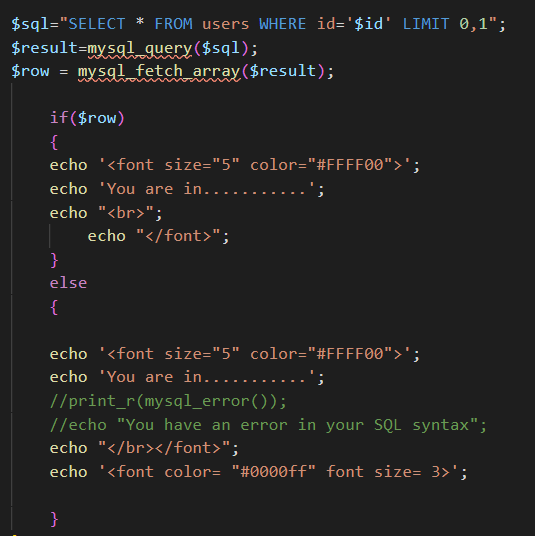 $sql="SELECT * FROM users WHERE id='$id' LIMIT 0,1";
$result=mysql_query($sql);
$row = mysql_fetch_array($result);
if($row)
{
echo '<font size="5" color="#FFFF00">';
echo 'You are in...........';
echo "<br>";
echo "</font>";
}
else
{
echo '<font size="5" color="#FFFF00">';
echo 'You are in...........';
//print_r(mysql_error());
//echo "You have an error in your SQL syntax";
echo "</br></font>";
echo '<font color= "#0000ff" font size= 3>';
}